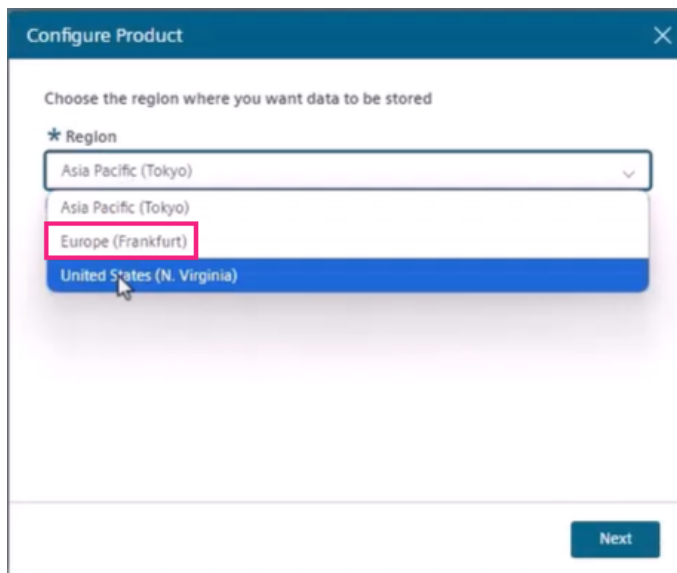 Configure Product
Choose the region where you want data to be stored
* Region
Asia Pacific (Tokyo)
Asia Pacific (Tokyo)
Europe (Frankfurt)
United States (N. Virginia)
Next